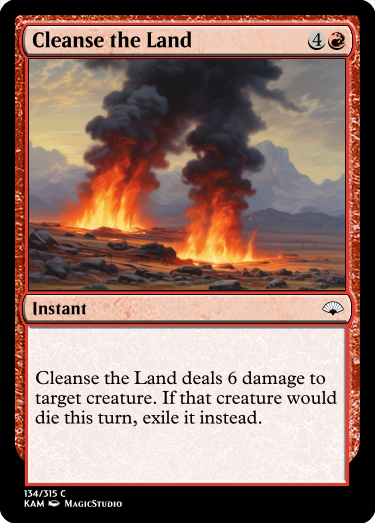 Cleanse the Land 4
Instant
Cleanse the Land deals 6 damage to
target creature. If that creature would
die this turn, exile it instead.
134/315 C
KAM MagicStudio